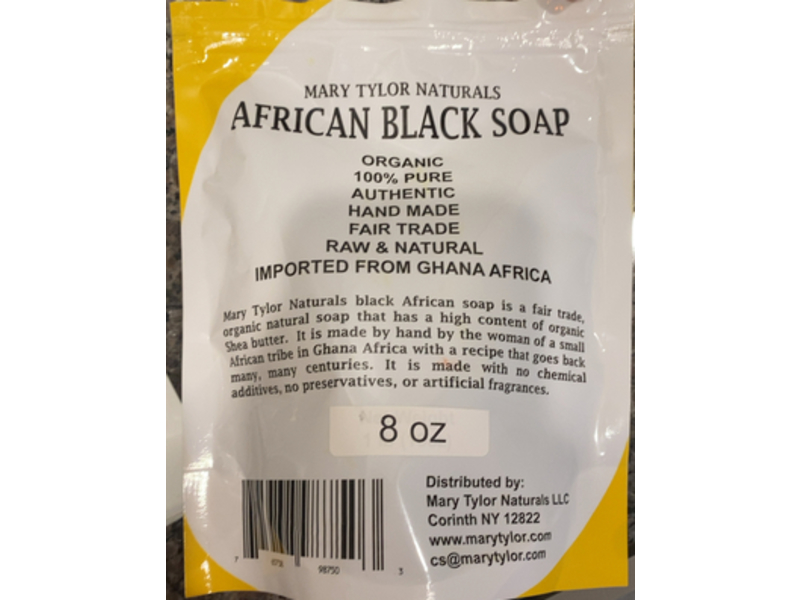 MARY TYLOR NATURALS
AFRICAN BLACK SOAP
ORGANIC
100% PURE
AUTHENTIC
HAND MADE
FAIR TRADE
RAW & NATURAL
IMPORTED FROM GHANA AFRICA
Mary Tylor Naturals black African soap is a fair trade,
organic natural soap that has a high content of organic
Shea butter. It is made by hand by the woman of a small
African tribe in Ghana Africa with a recipe that goes back
many, many centuries. It is made with no chemical
additives, no preservatives, or artificial fragrances.
8 oz
Distributed by:
Mary Tylor Naturals LLC
Corinth NY 12822
www.marytylor.com
cs@marytylor.com
7 98750 3